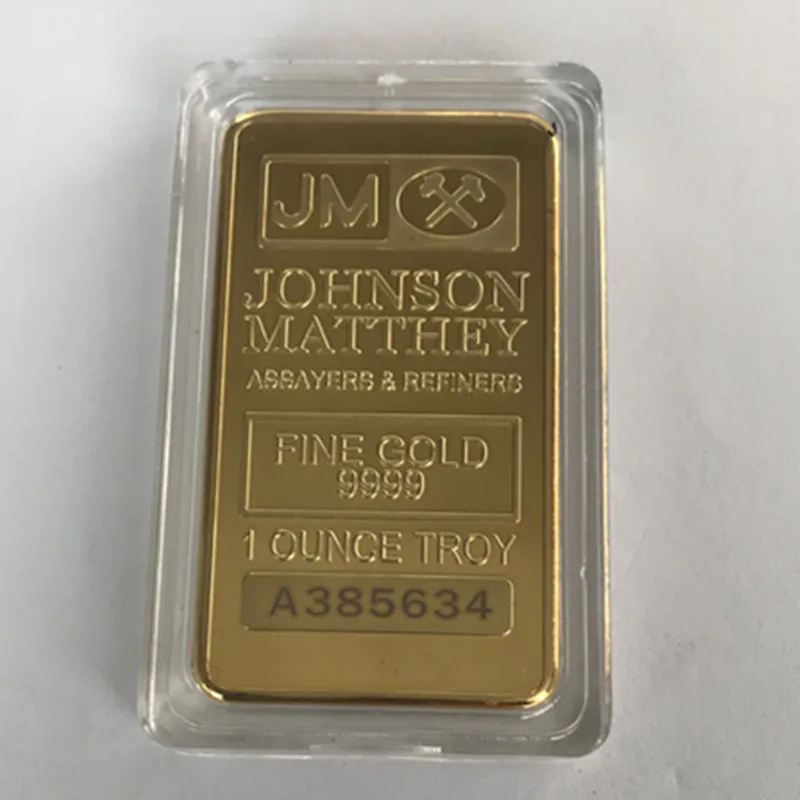 JM
JOHNSON
MATTHEY
ASSAYERS & REFINERS
FINE GOLD
9999
1 OUNCE TROY
A385634